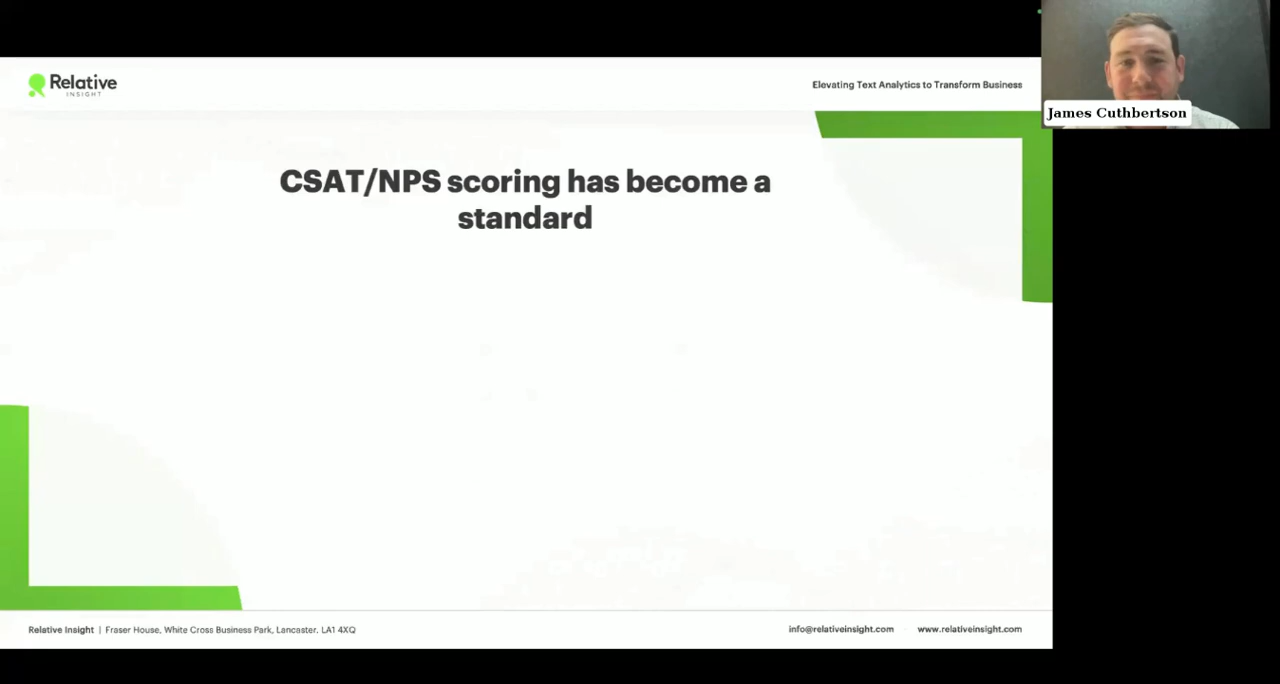 Relative
INSIGHT
Elevating Text Analytics to Transform Business
James Cuthbertson
CSAT/NPS scoring has become a
standard
Relative Insight | Fraser House, White Cross Business Park, Lancaster. LA1 4XQ
info@relativeinsight.com
www.relativeinsight.com